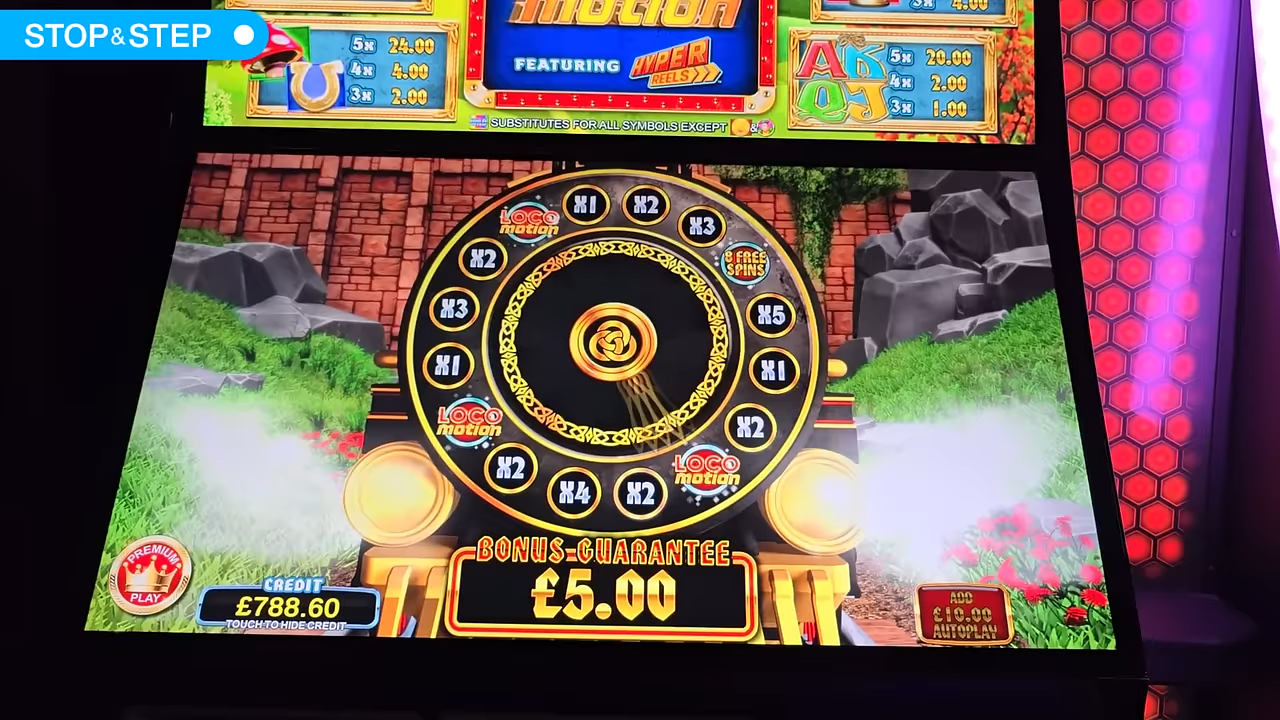 STOP&STEP
5x 24.00
4x 4.00
3x 2.00
motion
FEATURING HYPER REELS
3x 4.00
A K Q J
5x 20.00
4x 2.00
3x 1.00
SUBSTITUTES FOR ALL SYMBOLS EXCEPT &
X1
X2
X3
8 FREE SPINS
X5
X1
X2
LOCO motion
X2
X4
X2
LOCO motion
X1
X3
X2
LOCO motion
BONUS GUARANTEE
£5.00
PREMIUM PLAY
CREDIT
£788.60
TOUCH TO HIDE CREDIT
ADD
£10.00
AUTOPLAY